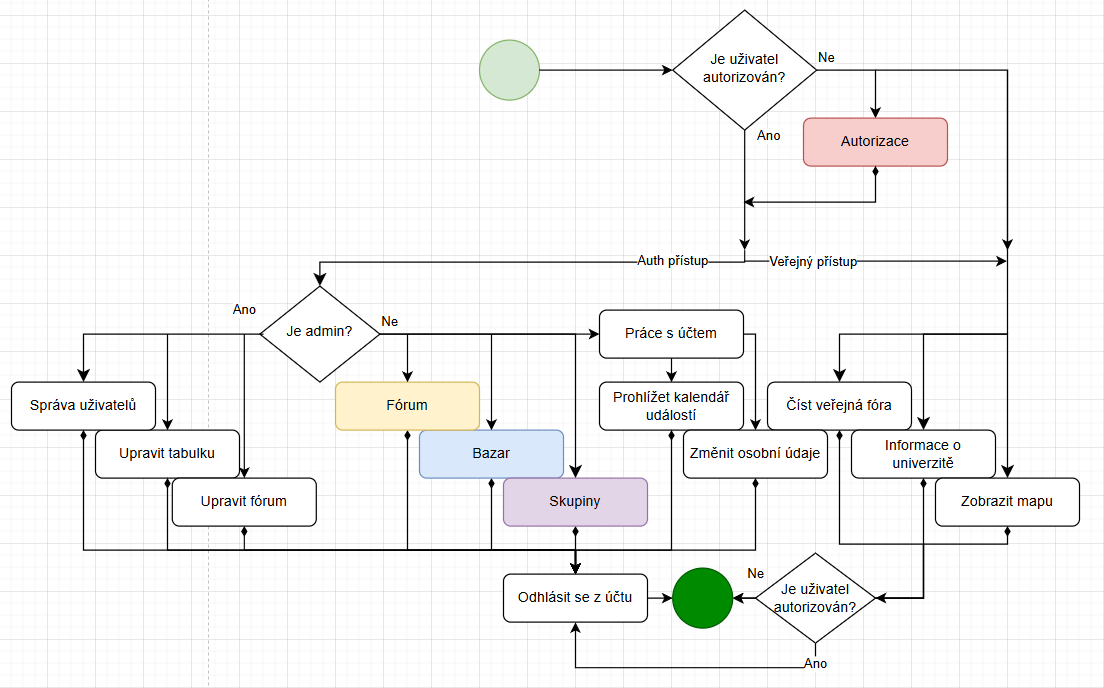 Je uživatel
autorizován?
Ne
Ano
Autorizace
Auth přístup
Veřejný přístup
Ano
Je admin?
Ne
Práce s účtem
Správa uživatelů
Fórum
Prohlížet kalendář
událostí
Číst veřejná fóra
Upravit tabulku
Bazar
Změnit osobní údaje
Informace o
univerzitě
Upravit fórum
Skupiny
Zobrazit mapu
Odhlásit se z účtu
Ne
Je uživatel
autorizován?
Ano